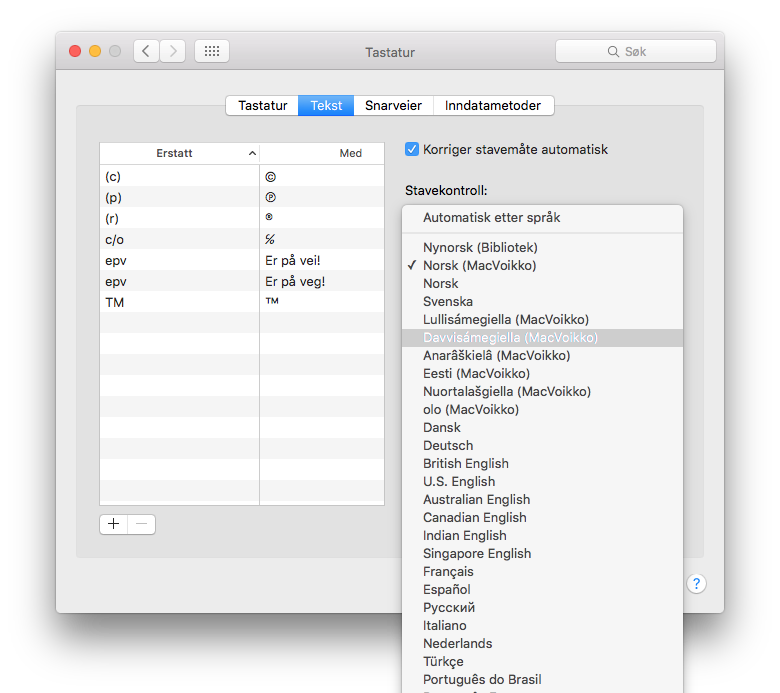 Tastatur
Søk
Tastatur Tekst Snarveier Inndatametoder
Erstatt Med
(c) ©
(p) ℗
(r) ®
c/o ℅
epv Er på vei!
epv Er på veg!
TM ™
Korriger stavemåte automatisk
Stavekontroll:
Automatisk etter språk
Nynorsk (Bibliotek)
✓ Norsk (MacVoikko)
Norsk
Svenska
Lullisámegiella (MacVoikko)
Davvisámegiella (MacVoikko)
Anarâškielâ (MacVoikko)
Eesti (MacVoikko)
Nuortalašgiella (MacVoikko)
olo (MacVoikko)
Dansk
Deutsch
British English
U.S. English
Australian English
Canadian English
Indian English
Singapore English
Français
Español
Русский
Italiano
Nederlands
Türkçe
Português do Brasil
+ −
?